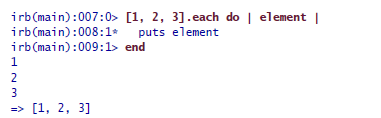 irb(main):007:0> [1, 2, 3].each do | element |
irb(main):008:1*   puts element
irb(main):009:1> end
1
2
3
=> [1, 2, 3]